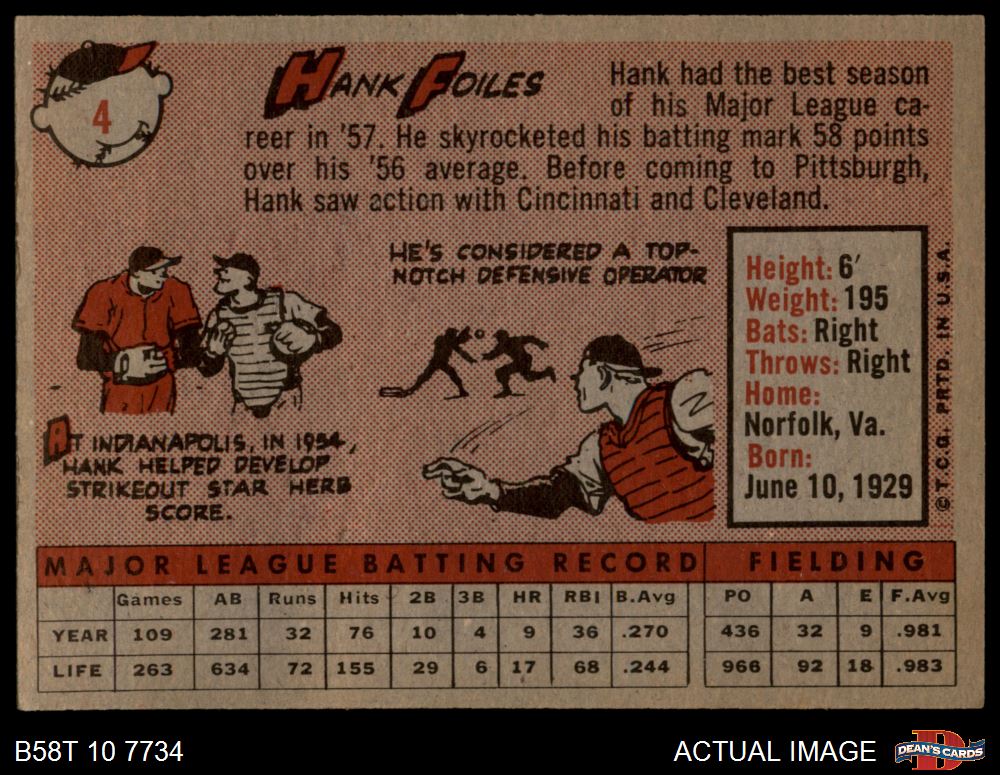 4
HANK FOILES
Hank had the best season
of his Major League ca-
reer in '57. He skyrocketed his batting mark 58 points
over his '56 average. Before coming to Pittsburgh,
Hank saw action with Cincinnati and Cleveland.
HE'S CONSIDERED A TOP-
NOTCH DEFENSIVE OPERATOR
AT INDIANAPOLIS, IN 1954,
HANK HELPED DEVELOP
STRIKEOUT STAR HERB
SCORE.
Height: 6'
Weight: 195
Bats: Right
Throws: Right
Home:
Norfolk, Va.
Born:
June 10, 1929
© T.C.G. PRTD. IN U.S.A.
MAJOR LEAGUE BATTING RECORD FIELDING
Games AB Runs Hits 2B 3B HR RBI B.Avg PO A E F.Avg
YEAR 109 281 32 76 10 4 9 36 .270 436 32 9 .981
LIFE 263 634 72 155 29 6 17 68 .244 966 92 18 .983
B58T 10 7734
ACTUAL IMAGE
D
DEAN'S CARDS